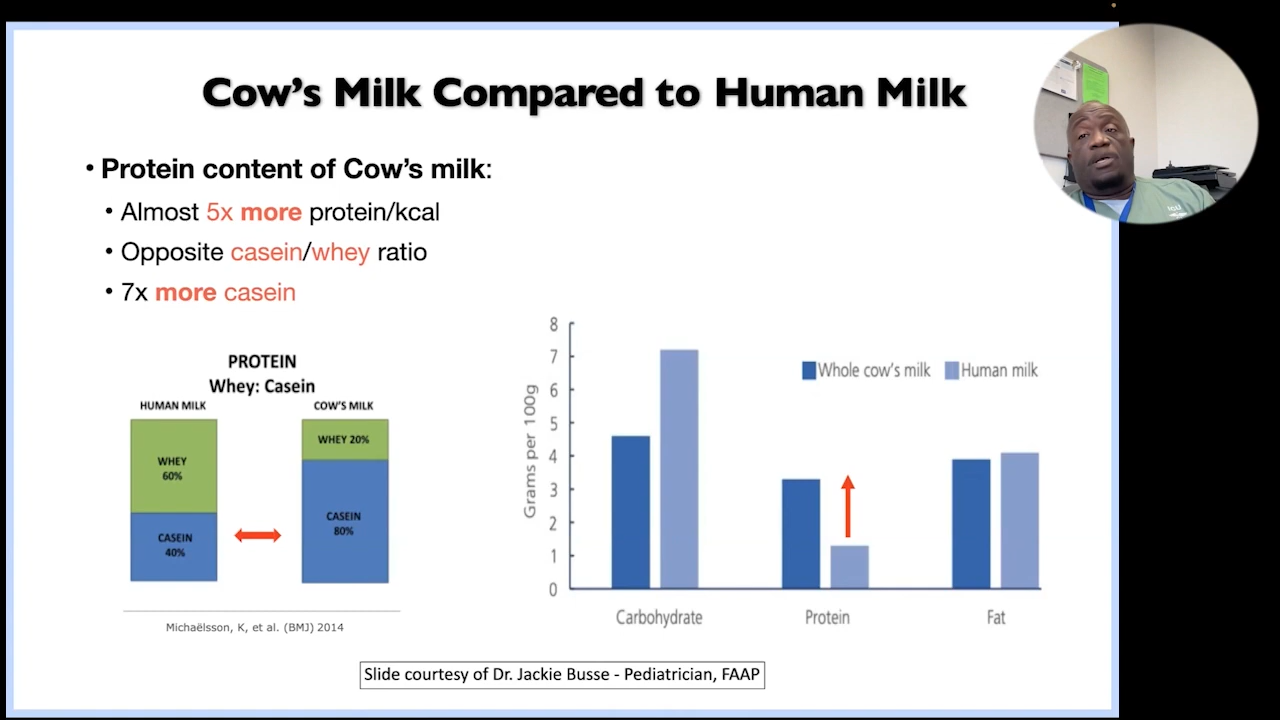 Cow's Milk Compared to Human Milk
• Protein content of Cow's milk:
• Almost 5x more protein/kcal
• Opposite casein/whey ratio
• 7x more casein
PROTEIN
Whey: Casein
HUMAN MILK
COW'S MILK
WHEY
60%
CASEIN
40%
WHEY 20%
CASEIN
80%
Michaëlsson, K, et al. (BMJ) 2014
Grams per 100g
8
7
6
5
4
3
2
1
0
Whole cow's milk
Human milk
Carbohydrate
Protein
Fat
Slide courtesy of Dr. Jackie Busse - Pediatrician, FAAP